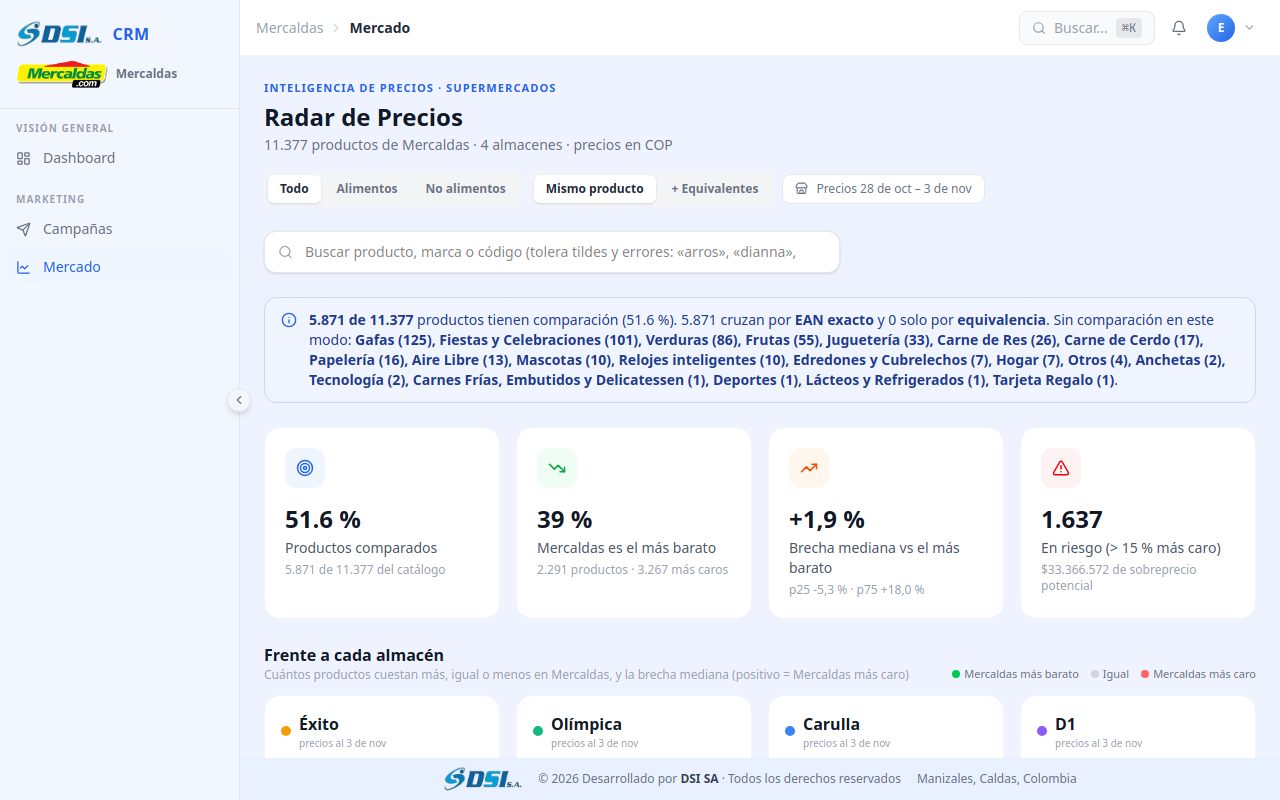 DSI S.A. CRM
Mercaldas .com Mercaldas
VISIÓN GENERAL
Dashboard
MARKETING
Campañas
Mercado
Mercaldas > Mercado
Buscar... ⌘K
E
INTELIGENCIA DE PRECIOS · SUPERMERCADOS
Radar de Precios
11.377 productos de Mercaldas · 4 almacenes · precios en COP
Todo Alimentos No alimentos Mismo producto + Equivalentes Precios 28 de oct – 3 de nov
Buscar producto, marca o código (tolera tildes y errores: «arros», «dianna»,
5.871 de 11.377 productos tienen comparación (51.6 %). 5.871 cruzan por EAN exacto y 0 solo por equivalencia. Sin comparación en este
modo: Gafas (125), Fiestas y Celebraciones (101), Verduras (86), Frutas (55), Juguetería (33), Carne de Res (26), Carne de Cerdo (17),
Papelería (16), Aire Libre (13), Mascotas (10), Relojes inteligentes (10), Edredones y Cubrelechos (7), Hogar (7), Otros (4), Anchetas (2),
Tecnología (2), Carnes Frías, Embutidos y Delicatessen (1), Deportes (1), Lácteos y Refrigerados (1), Tarjeta Regalo (1).
51.6 %
Productos comparados
5.871 de 11.377 del catálogo
39 %
Mercaldas es el más barato
2.291 productos · 3.267 más caros
+1,9 %
Brecha mediana vs el más
barato
p25 -5,3 % · p75 +18,0 %
1.637
En riesgo (> 15 % más caro)
$33.366.572 de sobreprecio
potencial
Frente a cada almacén
Cuántos productos cuestan más, igual o menos en Mercaldas, y la brecha mediana (positivo = Mercaldas más caro)
Mercaldas más barato Igual Mercaldas más caro
Éxito
precios al 3 de nov
Olímpica
precios al 3 de nov
Carulla
precios al 3 de nov
D1
precios al 3 de nov
DSI S.A. © 2026 Desarrollado por DSI SA · Todos los derechos reservados Manizales, Caldas, Colombia